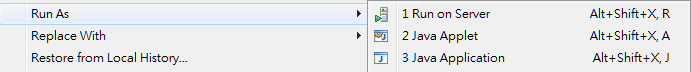 Run As
Replace With
Restore from Local History...
1 Run on Server Alt+Shift+X, R
2 Java Applet Alt+Shift+X, A
3 Java Application Alt+Shift+X, J